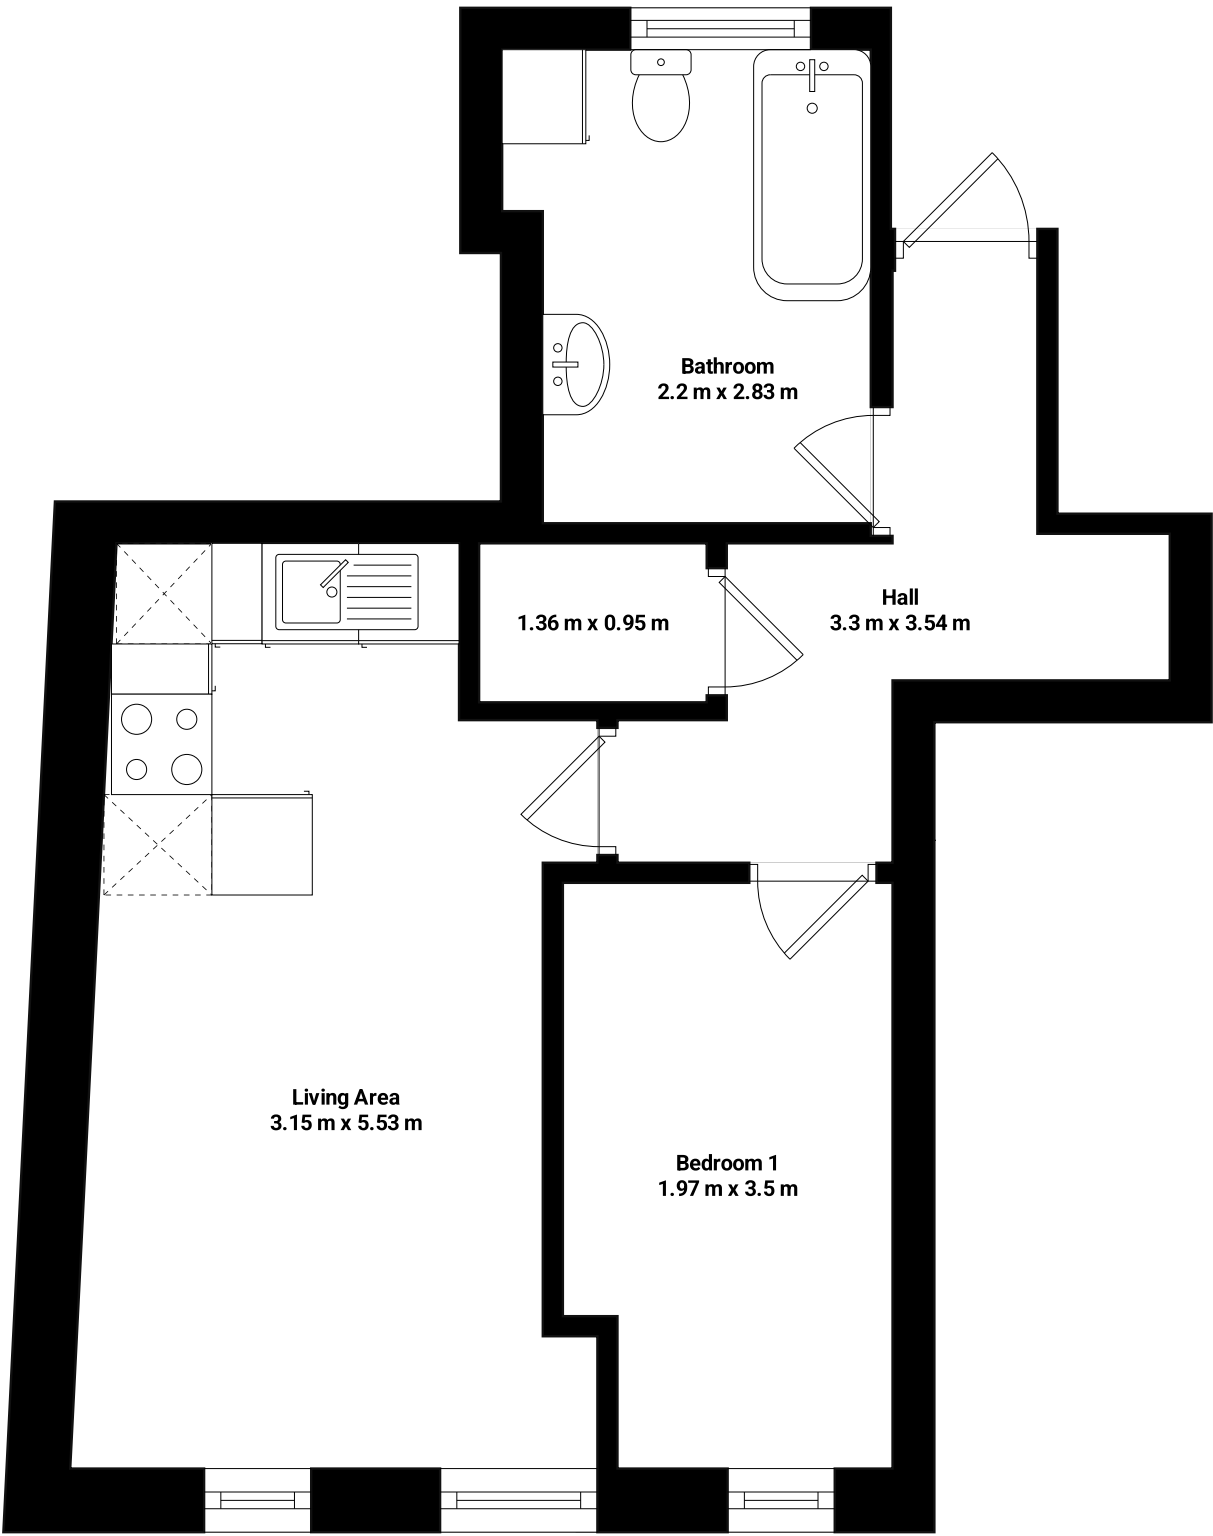 Bathroom
2.2 m x 2.83 m
1.36 m x 0.95 m
Hall
3.3 m x 3.54 m
Living Area
3.15 m x 5.53 m
Bedroom 1
1.97 m x 3.5 m